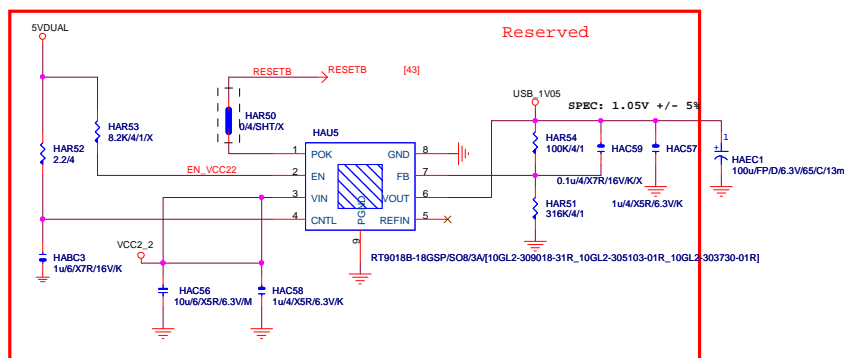 Reserved
5VDUAL
RESETB
RESETB
[43]
HAR50
0/4/SHT/X
HAR53
8.2K/4/1/X
HAR52
2.2/4
EN_VCC22
HAU5
1
2
3
4
POK
EN
VIN
CNTL
PGND
9
GND
FB
VOUT
REFIN
8
7
6
5
USB_1V05
SPEC: 1.05V +/- 5%
HAR54
100K/4/1
HAC59
0.1u/4/X7R/16V/K/X
HAC57
1u/4/X5R/6.3V/K
1
+
HAEC1
100u/FP/D/6.3V/65/C/13m
HAR51
316K/4/1
RT9018B-18GSP/SO8/3A/[10GL2-309018-31R_10GL2-305103-01R_10GL2-303730-01R]
HABC3
1u/6/X7R/16V/K
VCC2_2
HAC56
10u/6/X5R/6.3V/M
HAC58
1u/4/X5R/6.3V/K